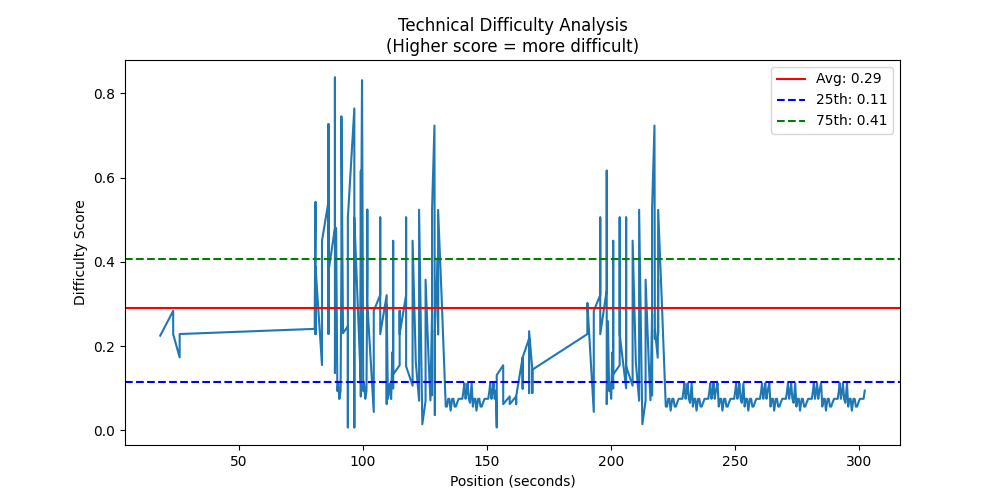 Technical Difficulty Analysis
(Higher score = more difficult)
Avg: 0.29
25th: 0.11
75th: 0.41
Difficulty Score
0.8
0.6
0.4
0.2
0.0
50 100 150 200 250 300
Position (seconds)